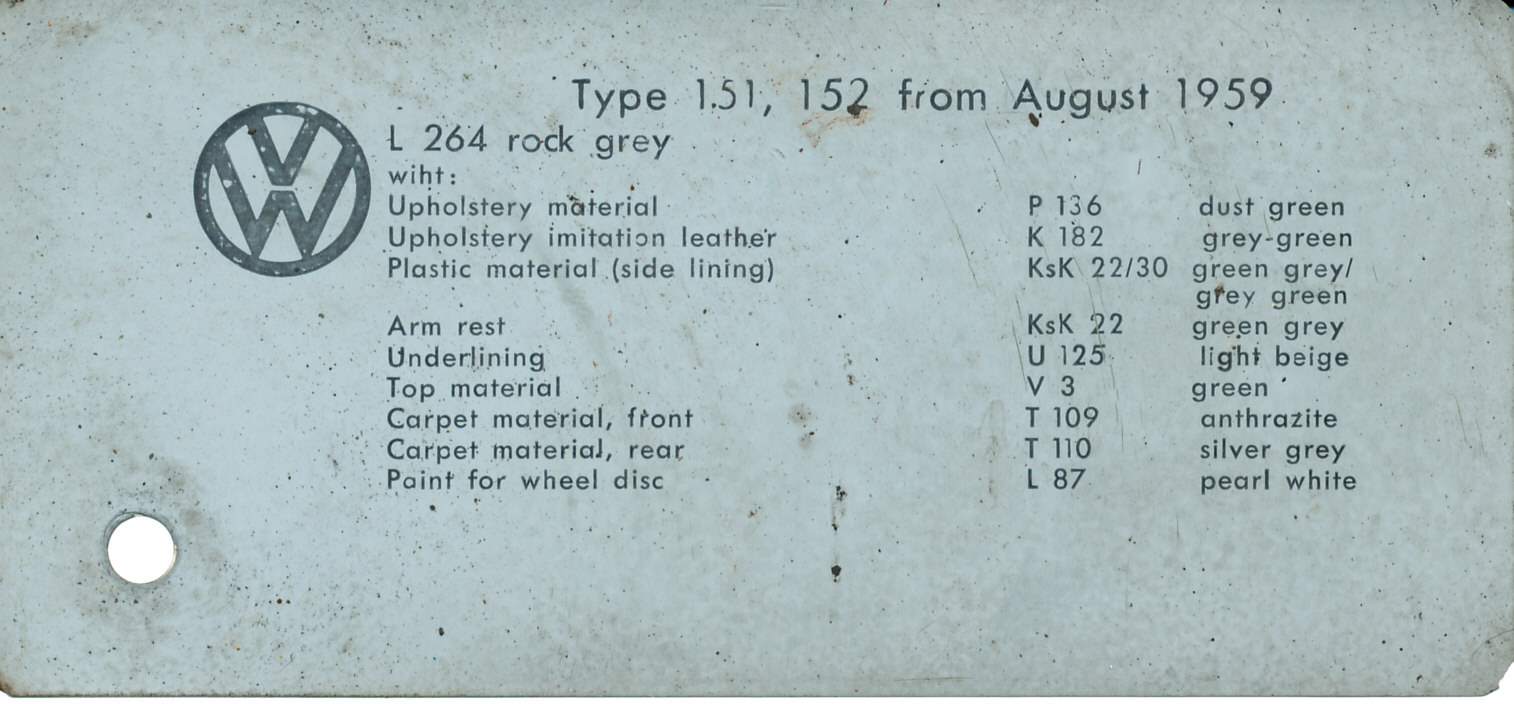 Type 151, 152 from August 1959
L 264 rock grey
wiht:
Upholstery material P 136 dust green
Upholstery imitation leather K 182 grey-green
Plastic material (side lining) KsK 22/30 green grey/
grey green
Arm rest KsK 22 green grey
Underlining U 125 light beige
Top material V 3 green
Carpet material, front T 109 anthrazite
Carpet material, rear T 110 silver grey
Paint for wheel disc L 87 pearl white
VW